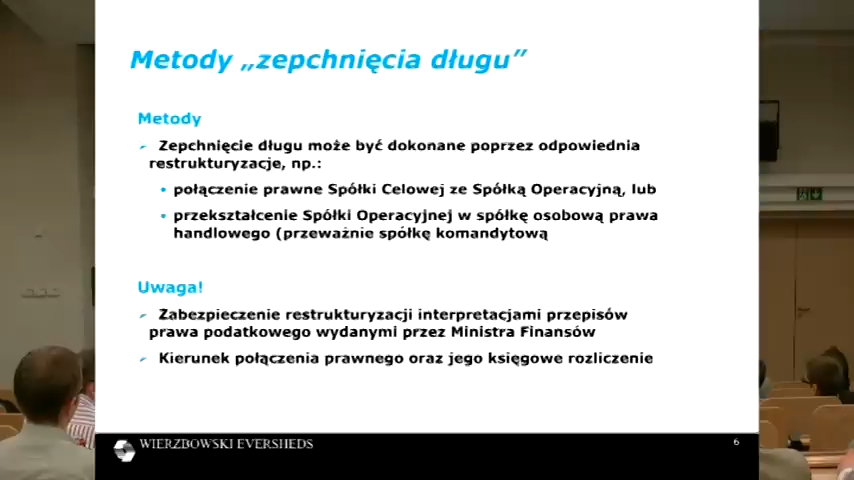 Metody „zepchnięcia długu”
Metody
Zepchnięcie długu może być dokonane poprzez odpowiednia
restrukturyzacje, np.:
połączenie prawne Spółki Celowej ze Spółką Operacyjną, lub
przekształcenie Spółki Operacyjnej w spółkę osobową prawa
handlowego (przeważnie spółkę komandytową
Uwaga!
Zabezpieczenie restrukturyzacji interpretacjami przepisów
prawa podatkowego wydanymi przez Ministra Finansów
Kierunek połączenia prawnego oraz jego księgowe rozliczenie
WIERZBOWSKI EVERSHEDS
6